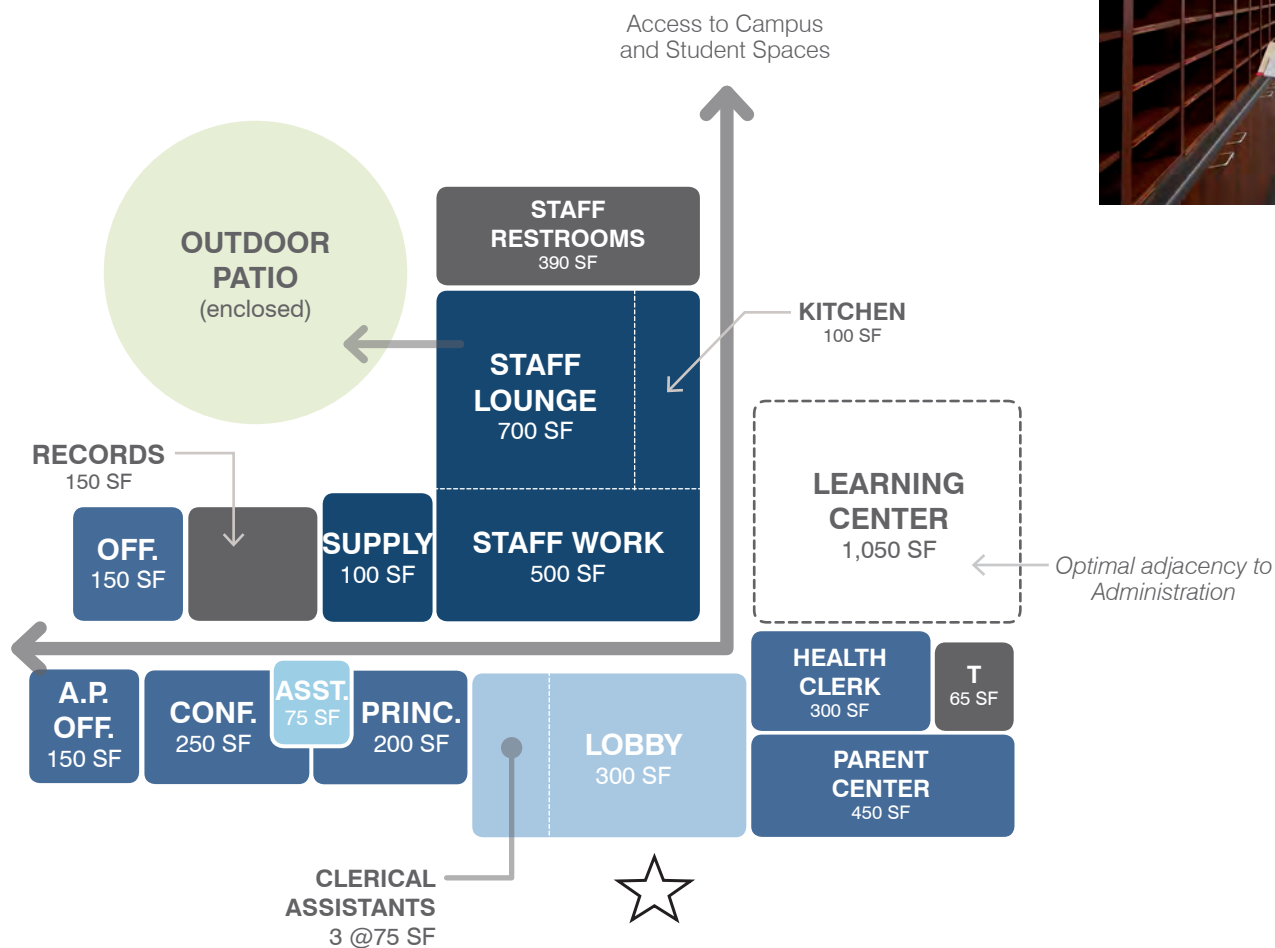 Access to Campus
and Student Spaces
OUTDOOR
PATIO
(enclosed)
STAFF
RESTROOMS
390 SF
KITCHEN
100 SF
STAFF
LOUNGE
700 SF
RECORDS
150 SF
LEARNING
CENTER
1,050 SF
OFF.
150 SF
SUPPLY
100 SF
STAFF WORK
500 SF
Optimal adjacency to
Administration
A.P.
OFF.
150 SF
CONF.
250 SF
ASST.
75 SF
PRINC.
200 SF
LOBBY
300 SF
HEALTH
CLERK
300 SF
T
65 SF
PARENT
CENTER
450 SF
CLERICAL
ASSISTANTS
3 @75 SF